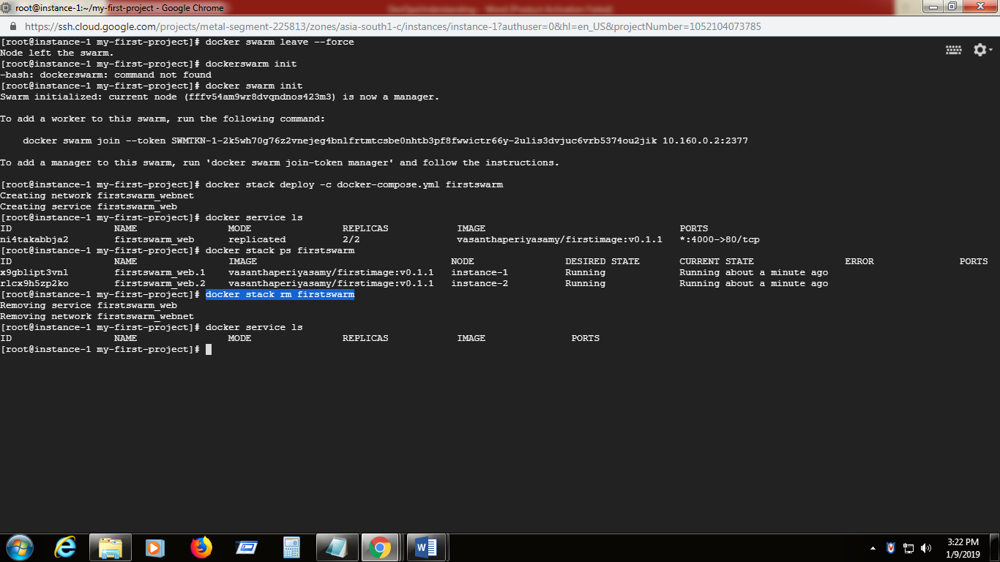 root@instance-1:~/my-first-project - Google Chrome
https://ssh.cloud.google.com/projects/metal-segment-225813/zones/asia-south1-c/instances/instance-1?authuser=0&hl=en_US&projectNumber=1052104073785
[root@instance-1 my-first-project]# docker swarm leave --force
Node left the swarm.
[root@instance-1 my-first-project]# dockerswarm init
-bash: dockerswarm: command not found
[root@instance-1 my-first-project]# docker swarm init
Swarm initialized: current node (fffv54am9wr8dvqndnos423m3) is now a manager.
To add a worker to this swarm, run the following command:
docker swarm join --token SWMTKN-1-2k5wh70g76z2vnejeg4bnlfrtmtcsbe0nhtb3pf8fwwictr66y-2ulis3dvjuc6vrb5374ou2jik 10.160.0.2:2377
To add a manager to this swarm, run 'docker swarm join-token manager' and follow the instructions.
[root@instance-1 my-first-project]# docker stack deploy -c docker-compose.yml firstswarm
Creating network firstswarm_webnet
Creating service firstswarm_web
[root@instance-1 my-first-project]# docker service ls
ID NAME MODE REPLICAS IMAGE PORTS
ni4takabbja2 firstswarm_web replicated 2/2 vasanthaperiyasamy/firstimage:v0.1.1 *:4000->80/tcp
[root@instance-1 my-first-project]# docker stack ps firstswarm
ID NAME IMAGE NODE DESIRED STATE CURRENT STATE ERROR PORTS
x9gblipt3vnl firstswarm_web.1 vasanthaperiyasamy/firstimage:v0.1.1 instance-1 Running Running about a minute ago
rlcx9h5zp2ko firstswarm_web.2 vasanthaperiyasamy/firstimage:v0.1.1 instance-2 Running Running about a minute ago
[root@instance-1 my-first-project]# docker stack rm firstswarm
Removing service firstswarm_web
Removing network firstswarm_webnet
[root@instance-1 my-first-project]# docker service ls
ID NAME MODE REPLICAS IMAGE PORTS
[root@instance-1 my-first-project]#
3:22 PM
1/9/2019